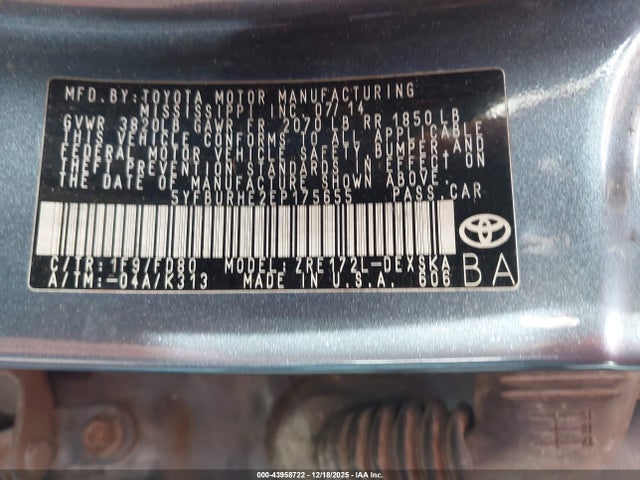 MFD.BY:TOYOTA MOTOR MANUFACTURING
MISSISSIPPI, INC. 07/14
GVWR 3820LB GAWR FR 2070LB RR 1850LB
THIS VEHICLE CONFORMS TO ALL APPLICABLE
FEDERAL MOTOR VEHICLE SAFETY, BUMPER, AND
THEFT PREVENTION STANDARDS IN EFFECT ON
THE DATE OF MANUFACTURE SHOWN ABOVE.
5YFBURHE2EP175655 PASS.CAR
C/TR:1F9/FD80 MODEL:ZRE172L-DEXSKA
A/TM:-04A/K313 MADE IN U.S.A. 606
BA
000-43958722 - 12/18/2025 - IAA Inc.